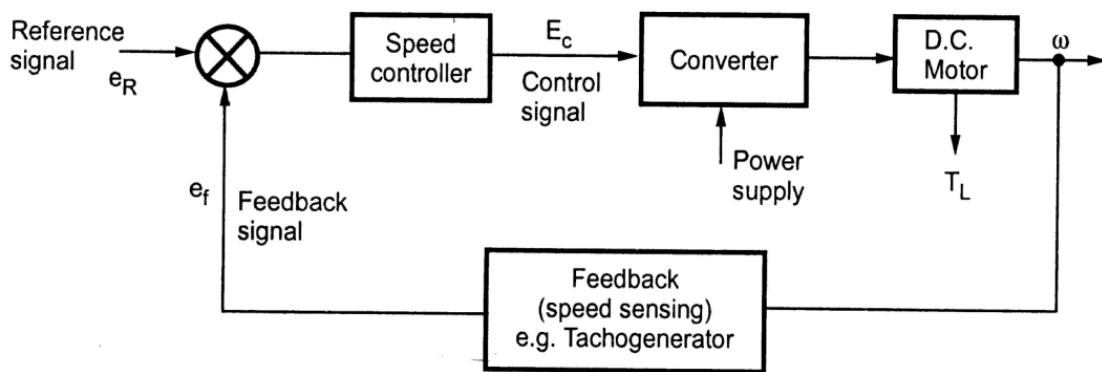 Reference
signal
e_R
Speed
controller
E_c
Control
signal
Converter
D.C.
Motor
ω
Power
supply
T_L
e_f
Feedback
signal
Feedback
(speed sensing)
e.g. Tachogenerator